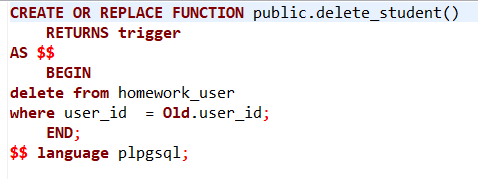 CREATE OR REPLACE FUNCTION public.delete_student()
RETURNS trigger
AS $$
BEGIN
delete from homework_user
where user_id  = Old.user_id;
END;
$$ language plpgsql;